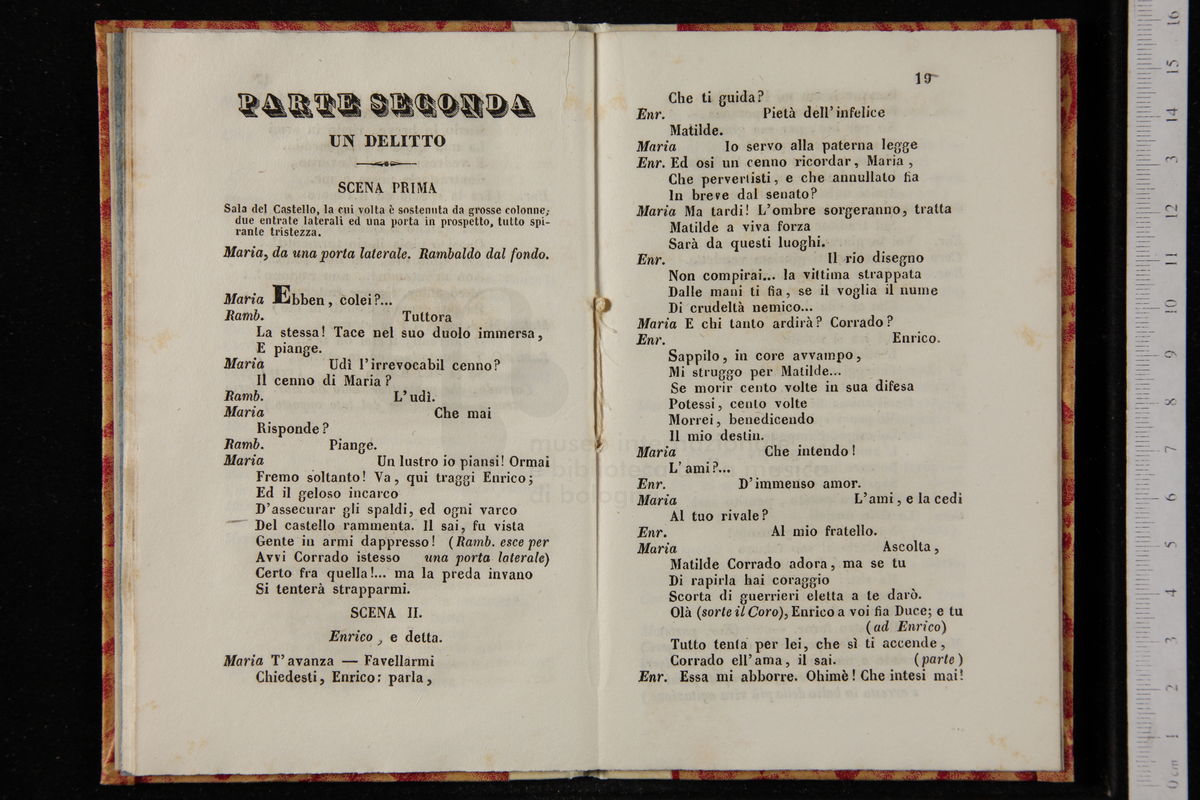 PARTE SECONDA
UN DELITTO
SCENA PRIMA
Sala del Castello, la cui volta è sostenuta da grosse colonne;
due entrate laterali ed una porta in prospetto, tutto spi-
rante tristezza.
Maria, da una porta laterale. Rambaldo dal fondo.
Maria Ebben, colei?...
Ramb. Tuttora
La stessa! Tace nel suo duolo immersa,
E piange.
Maria Udì l'irrevocabil cenno?
Il cenno di Maria?
Ramb. L'udì.
Maria Che mai
Risponde?
Ramb. Piange.
Maria Un lustro io piansi! Ormai
Fremo soltanto! Va, qui traggi Enrico;
Ed il geloso incarco
D'assecurar gli spaldi, ed ogni varco
Del castello rammenta. Il sai, fu vista
Gente in armi dappresso! (Ramb. esce per
Avvi Corrado istesso una porta laterale)
Certo fra quella!... ma la preda invano
Si tenterà strapparmi.
SCENA II.
Enrico, e detta.
Maria T'avanza — Favellarmi
Chiedesti, Enrico: parla,
19
Che ti guida?
Enr. Pietà dell'infelice
Matilde.
Maria Io servo alla paterna legge
Enr. Ed osi un cenno ricordar, Maria,
Che pervertisti, e che annullato fia
In breve dal senato?
Maria Ma tardi! L'ombre sorgeranno, tratta
Matilde a viva forza
Sarà da questi luoghi.
Enr. Il rio disegno
Non compirai... la vittima strappata
Dalle mani ti fia, se il voglia il nume
Di crudeltà nemico...
Maria E chi tanto ardirà? Corrado?
Enr. Enrico.
Sappilo, in core avvampo,
Mi struggo per Matilde...
Se morir cento volte in sua difesa
Potessi, cento volte
Morrei, benedicendo
Il mio destin.
Maria Che intendo!
L'ami?...
Enr. D'immenso amor.
Maria L'ami, e la cedi
Al tuo rivale?
Enr. Al mio fratello.
Maria Ascolta,
Matilde Corrado adora, ma se tu
Di rapirla hai coraggio
Scorta di guerrieri eletta a te darò.
Olà (sorte il Coro), Enrico a voi fia Duce; e tu
(ad Enrico)
Tutto tenta per lei, che sì ti accende,
Corrado ell'ama, il sai. (parte)
Enr. Essa mi abborre. Ohimè! Che intesi mai!